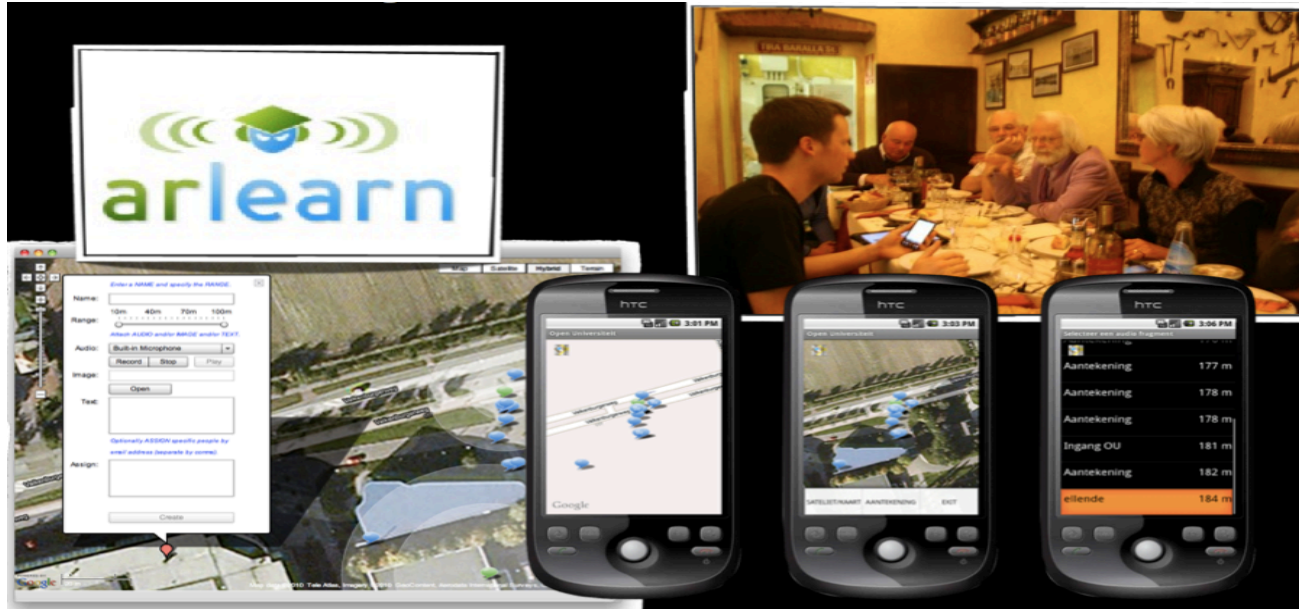 arlearn
TIRA BARALLA
Map Satellite Hybrid Terrain
Enter a NAME and specify the RANGE.
Name:
10m 40m 70m 100m
Range:
Attach AUDIO and/or IMAGE and/or TEXT.
Audio: Built-in Microphone
Record Stop Play
Image:
Open
Text:
Optionally ASSIGN specific people by
email address (separate by comma).
Assign:
Create
Google
hTC
3:01 PM
Open Universiteit
Google
hTC
3:03 PM
Open Universiteit
SATELIET/KAART AANTEKENING EXIT
hTC
3:06 PM
Selecteer een audio fragment
Aantekening 177 m
Aantekening 178 m
Aantekening 178 m
Ingang OU 181 m
Aantekening 182 m
ellende 184 m